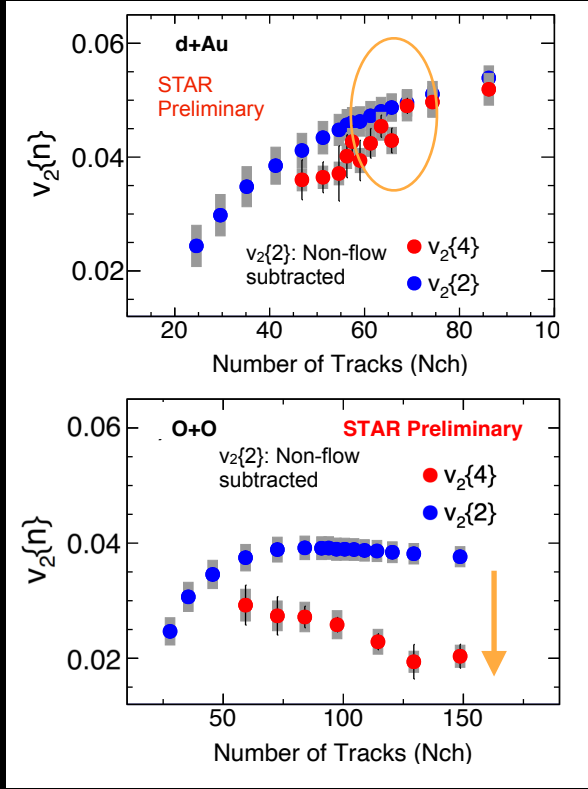 d+Au
STAR
Preliminary
v₂{n}
0.06
0.04
0.02
v₂{2}: Non-flow
subtracted
v₂{4}
v₂{2}
20 40 60 80 10
Number of Tracks (Nch)
O+O
STAR Preliminary
v₂{2}: Non-flow
subtracted
v₂{4}
v₂{2}
v₂{n}
0.06
0.04
0.02
50 100 150
Number of Tracks (Nch)